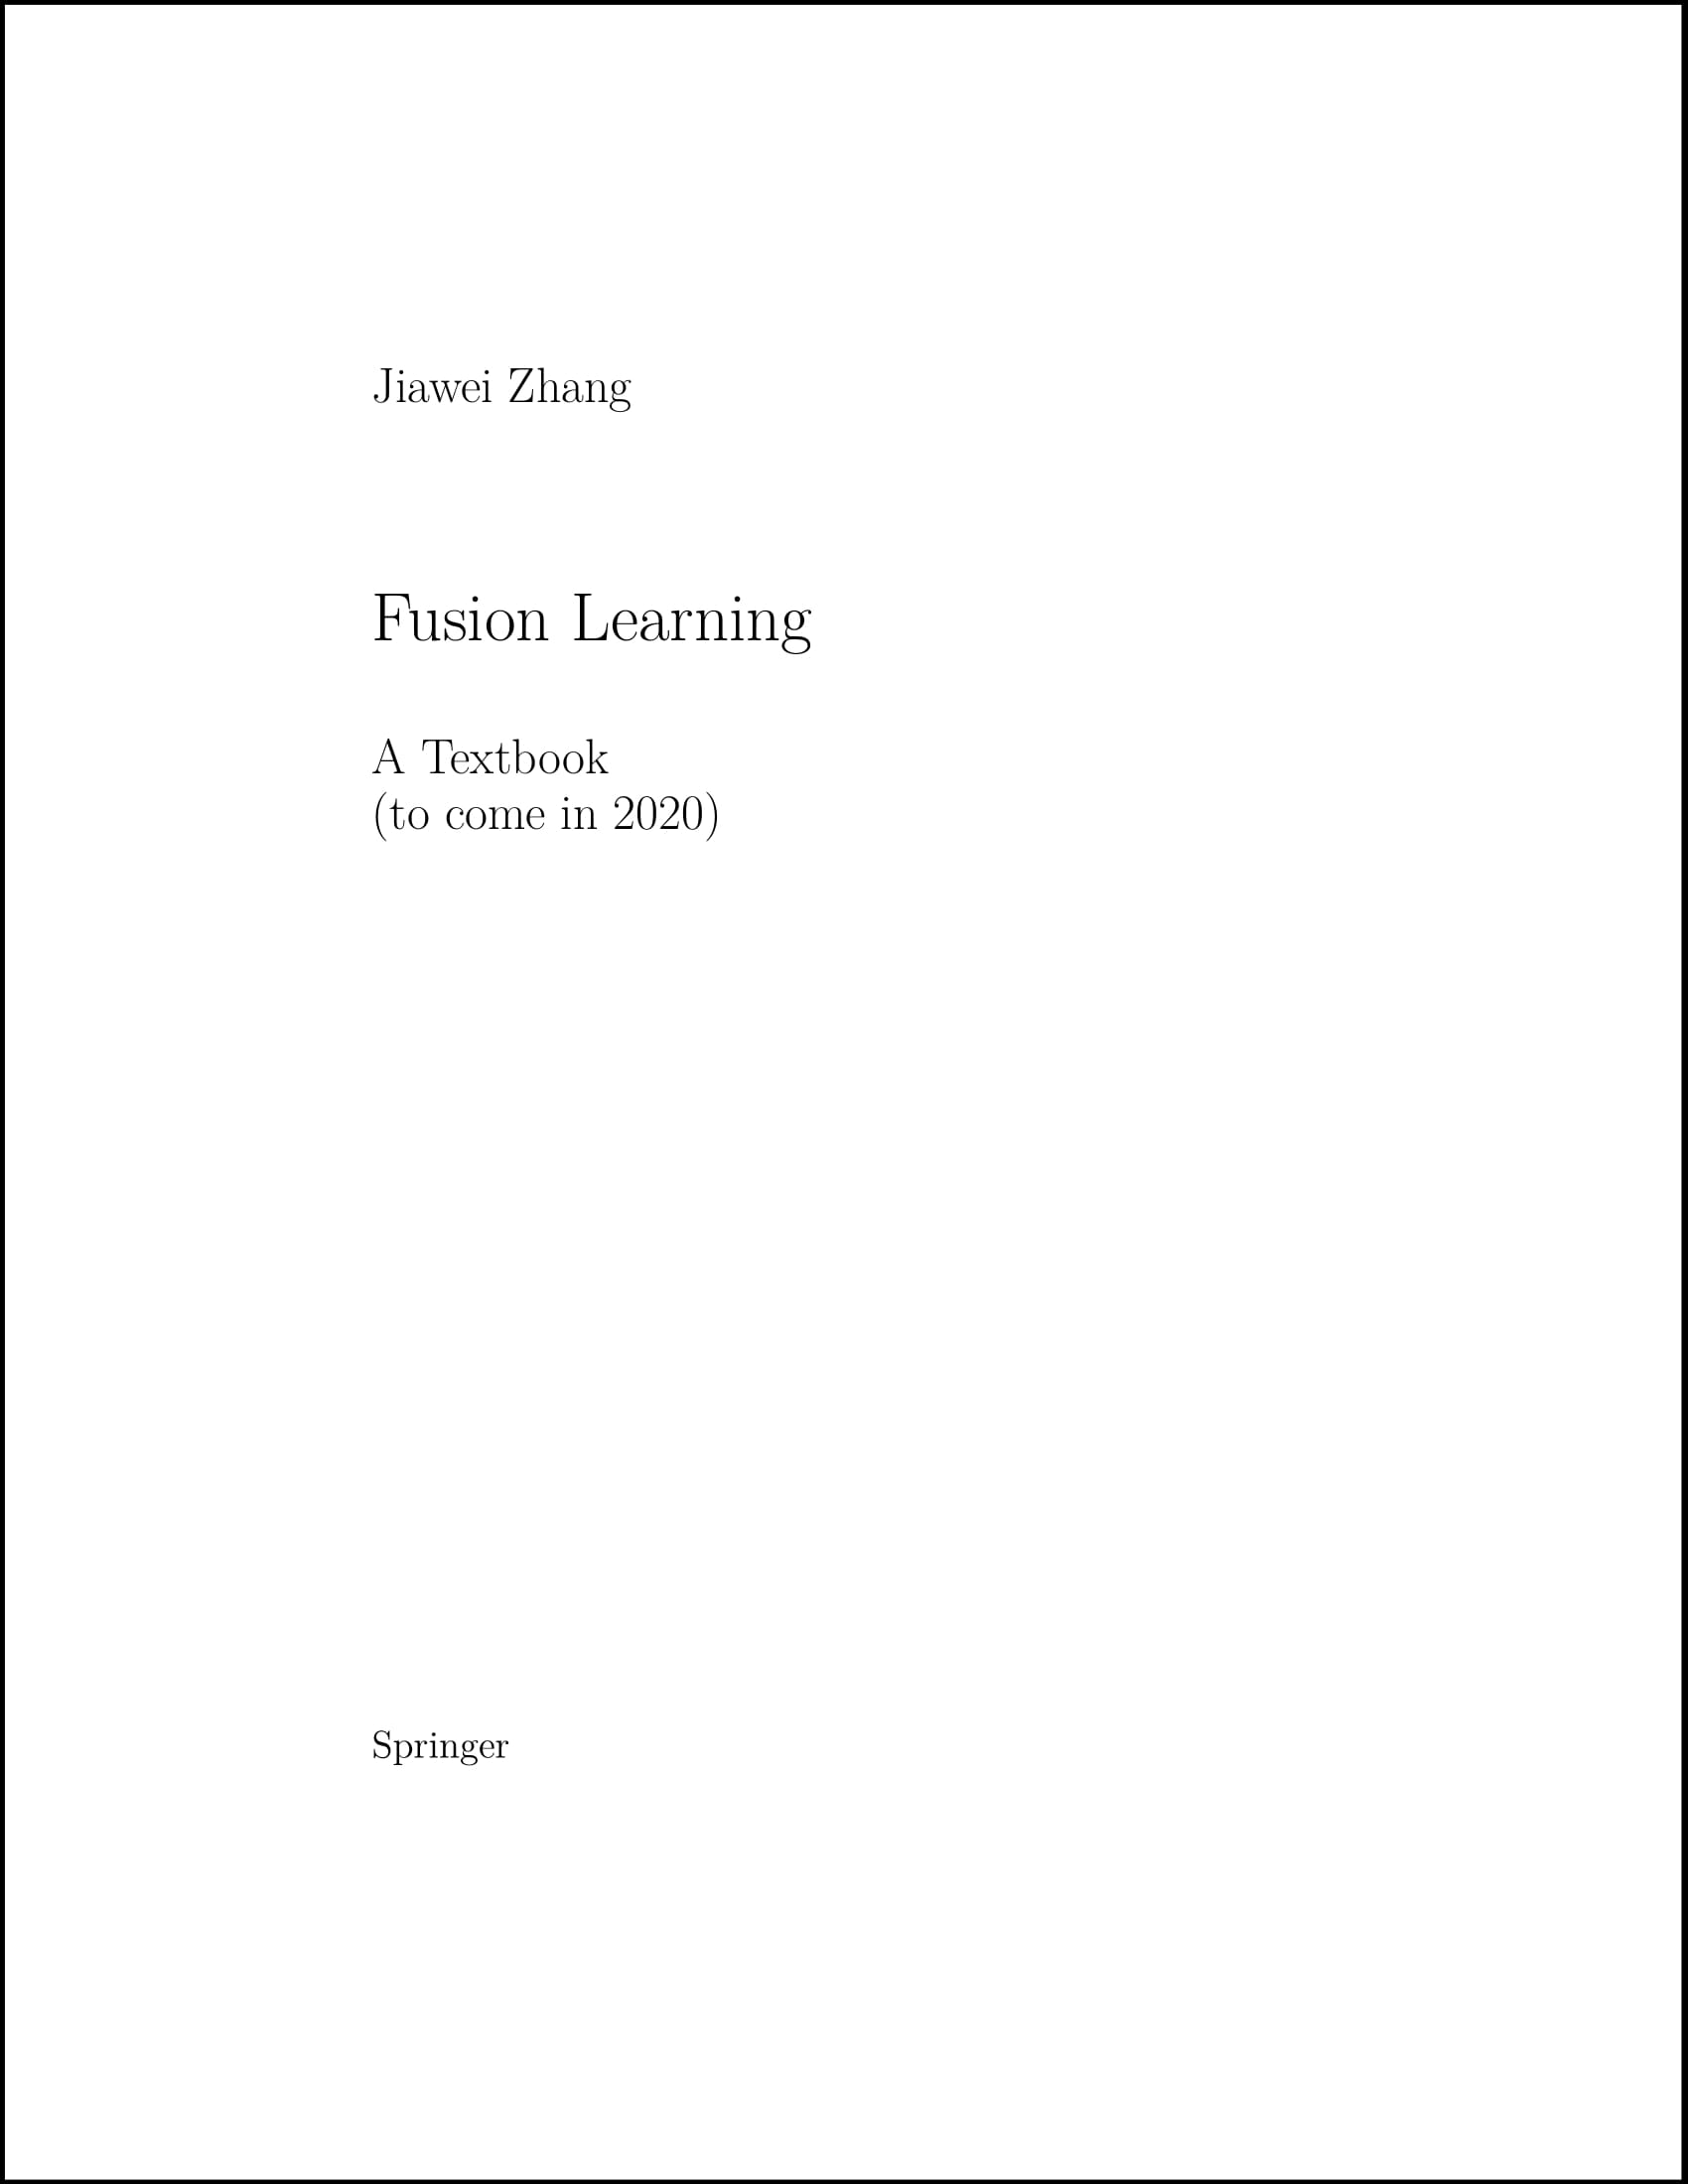 Jiawei Zhang
Fusion Learning
A Textbook
(to come in 2020)
Springer